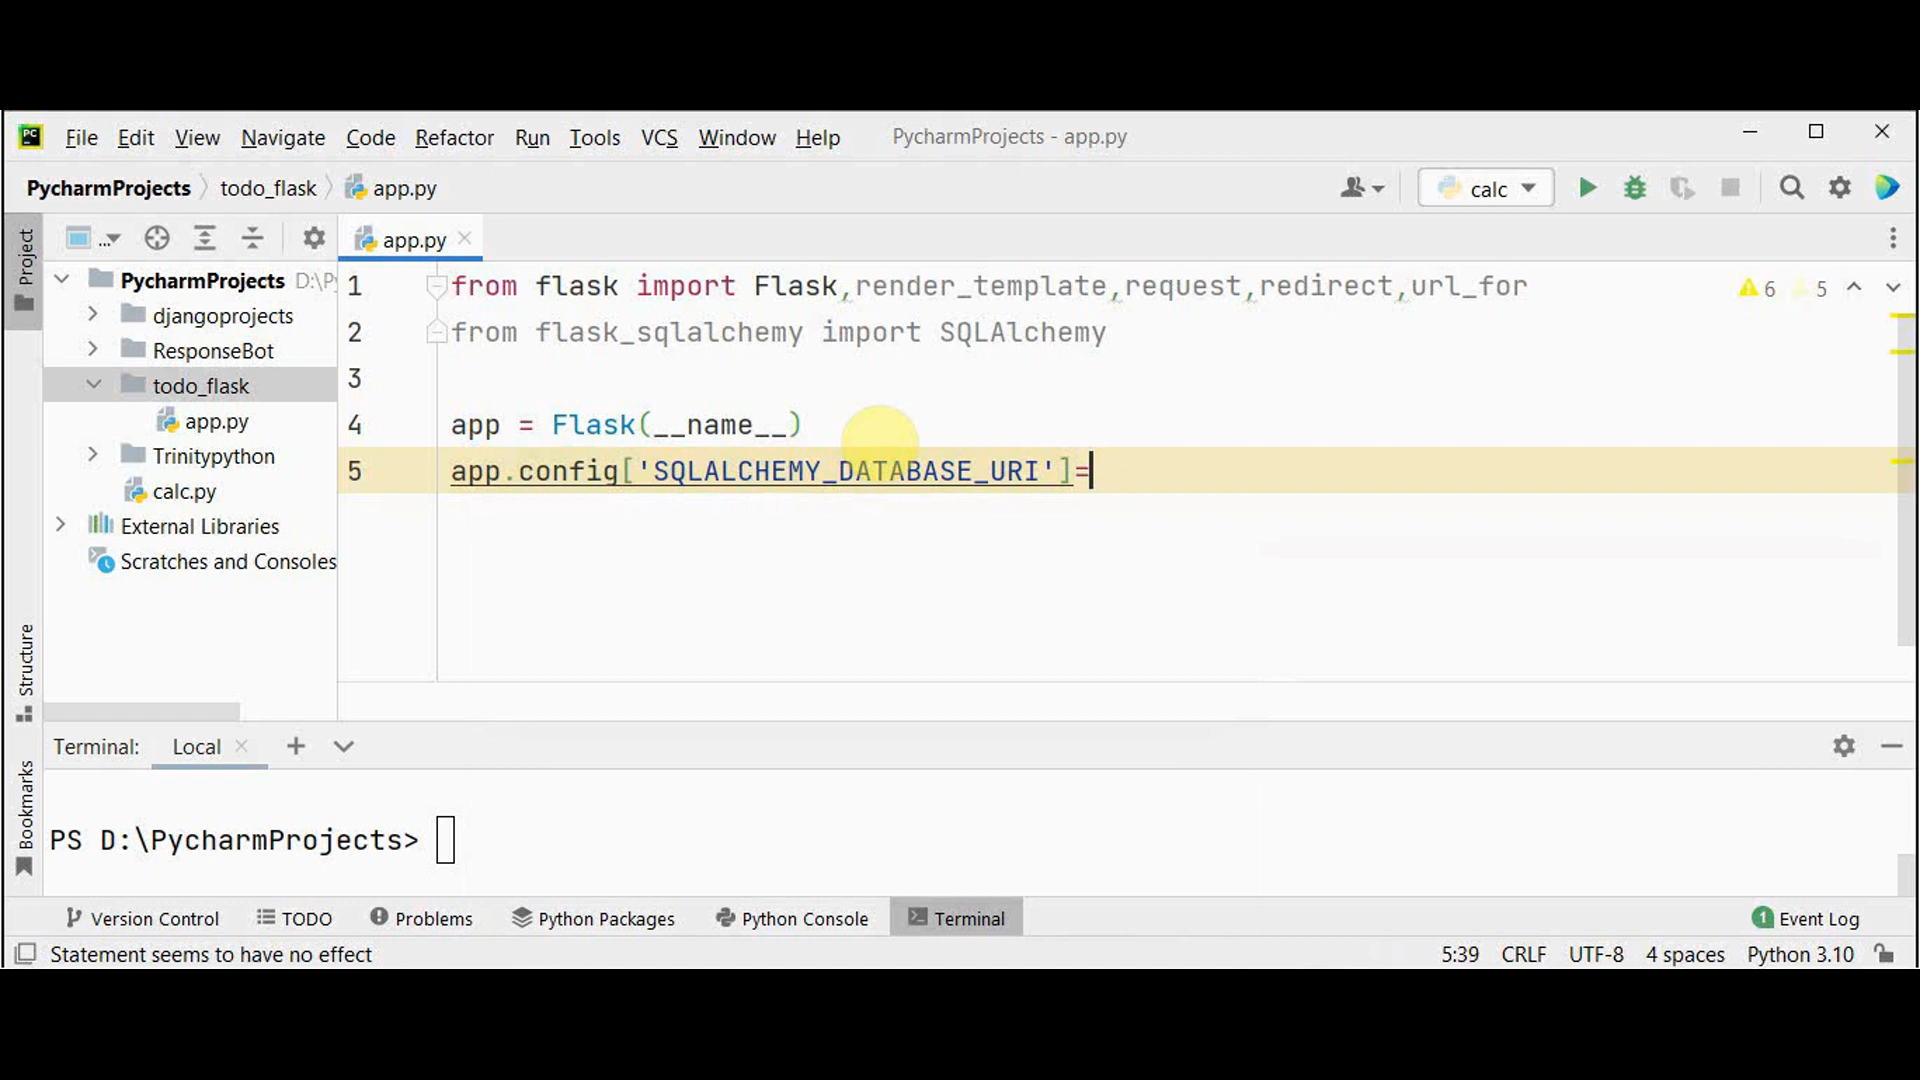 PC File Edit View Navigate Code Refactor Run Tools VCS Window Help PycharmProjects - app.py
PycharmProjects todo_flask app.py calc
... app.py
Project
PycharmProjects D:\Py
djangoprojects
ResponseBot
todo_flask
app.py
Trinitypython
calc.py
External Libraries
Scratches and Consoles
1 from flask import Flask,render_template,request,redirect,url_for
6 5
2 from flask_sqlalchemy import SQLAlchemy
3
4 app = Flask(__name__)
5 app.config['SQLALCHEMY_DATABASE_URI']=
Structure
Bookmarks
Terminal: Local
PS D:\PycharmProjects>
Version Control TODO Problems Python Packages Python Console Terminal 1 Event Log
Statement seems to have no effect 5:39 CRLF UTF-8 4 spaces Python 3.10